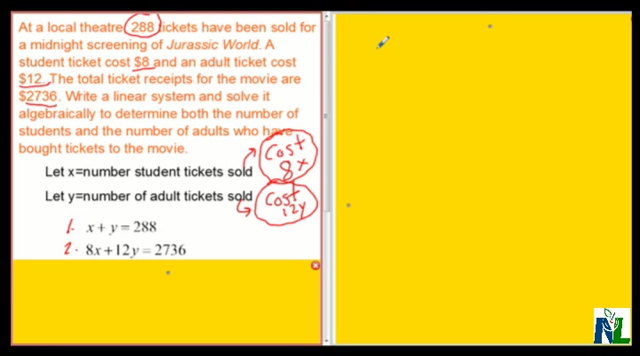 At a local theatre, 288 tickets have been sold for
a midnight screening of Jurassic World. A
student ticket cost $8 and an adult ticket cost
$12. The total ticket receipts for the movie are
$2736. Write a linear system and solve it
algebraically to determine both the number of
students and the number of adults who have
bought tickets to the movie.
Let x=number student tickets sold
Cost
8x
Let y=number of adult tickets sold
Cost
12y
1. x + y = 288
2. 8x + 12y = 2736
NL